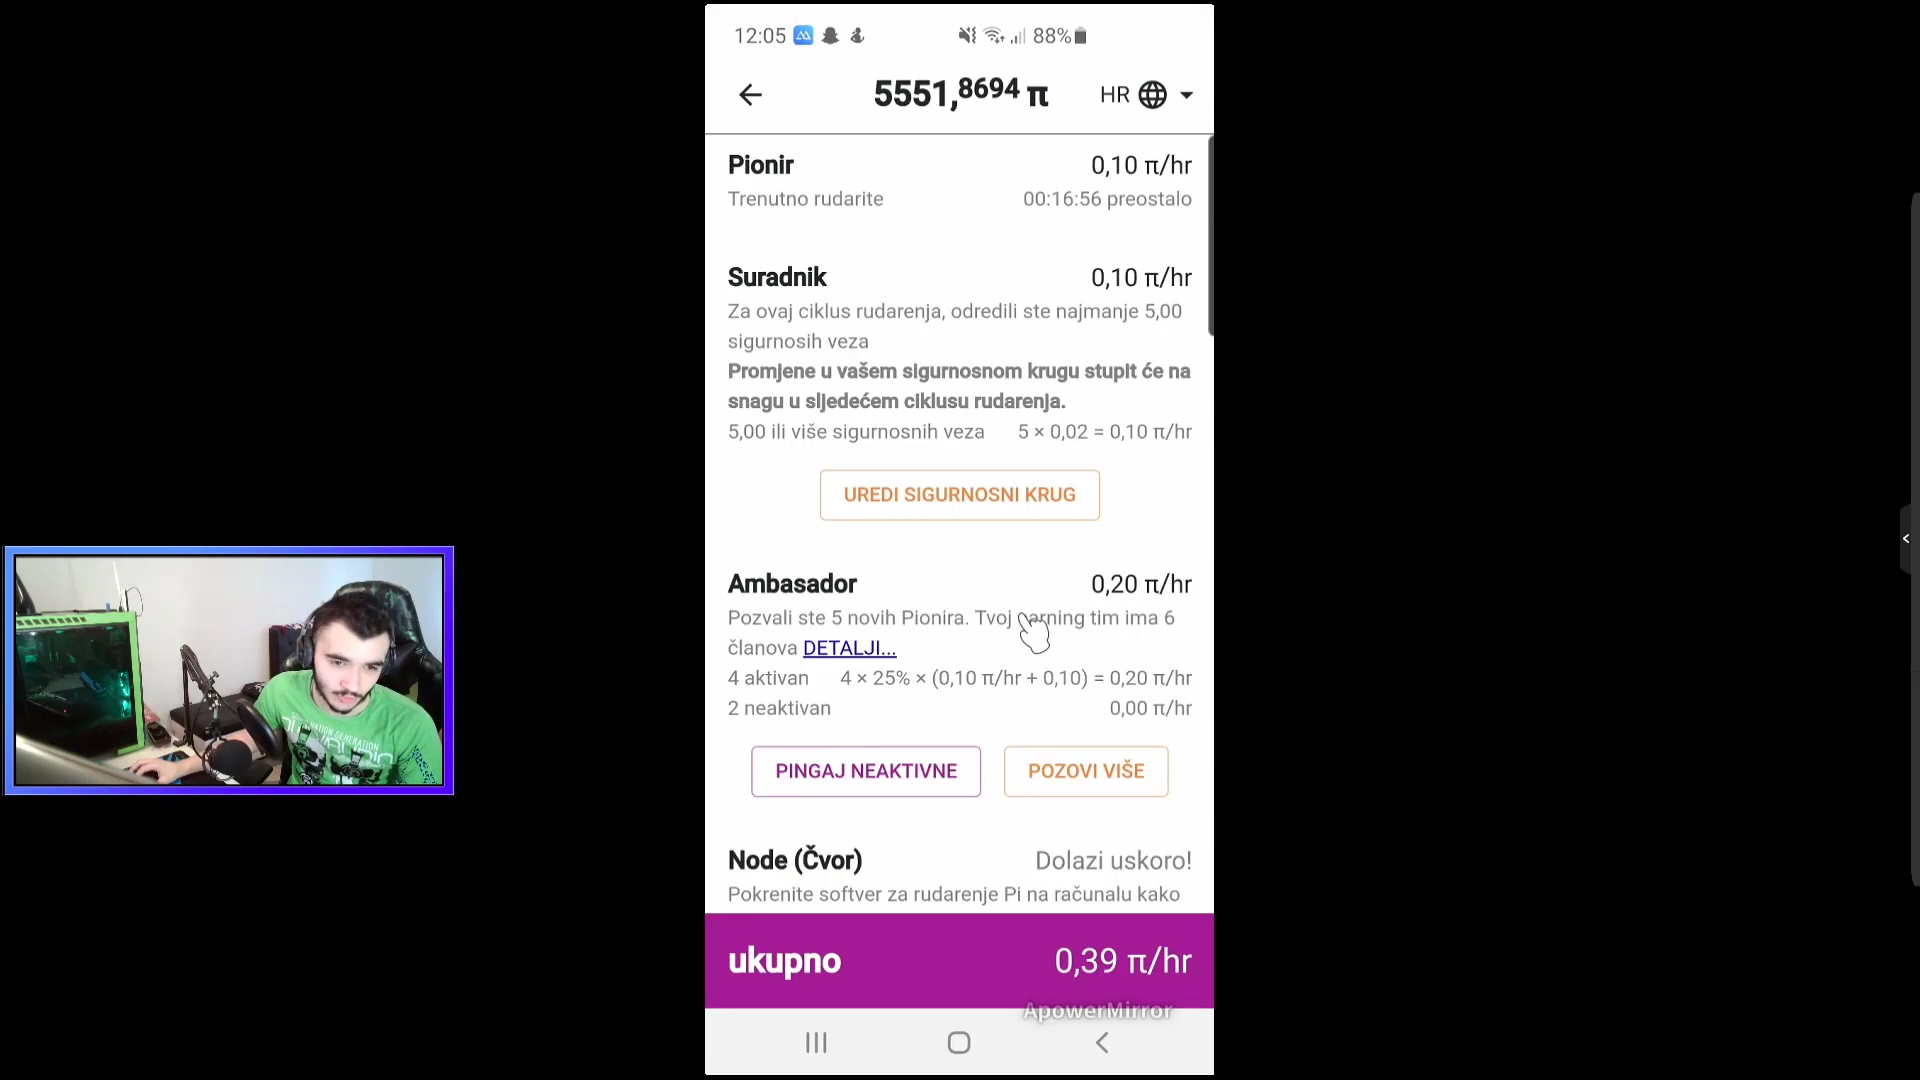 12:05 88%
5551,8694 π HR
Pionir 0,10 π/hr
Trenutno rudarite 00:16:56 preostalo
Suradnik 0,10 π/hr
Za ovaj ciklus rudarenja, odredili ste najmanje 5,00
sigurnosih veza
Promjene u vašem sigurnosnom krugu stupit će na
snagu u sljedećem ciklusu rudarenja.
5,00 ili više sigurnosnih veza 5 × 0,02 = 0,10 π/hr
UREDI SIGURNOSNI KRUG
Ambasador 0,20 π/hr
Pozvali ste 5 novih Pionira. Tvoj tim ima 6
članova DETALJI...
4 aktivan 4 × 25% × (0,10 π/hr + 0,10) = 0,20 π/hr
2 neaktivan 0,00 π/hr
PINGAJ NEAKTIVNE POZOVI VIŠE
Node (Čvor) Dolazi uskoro!
Pokrenite softver za rudarenje Pi na računalu kako
ukupno 0,39 π/hr
ApowerMirror